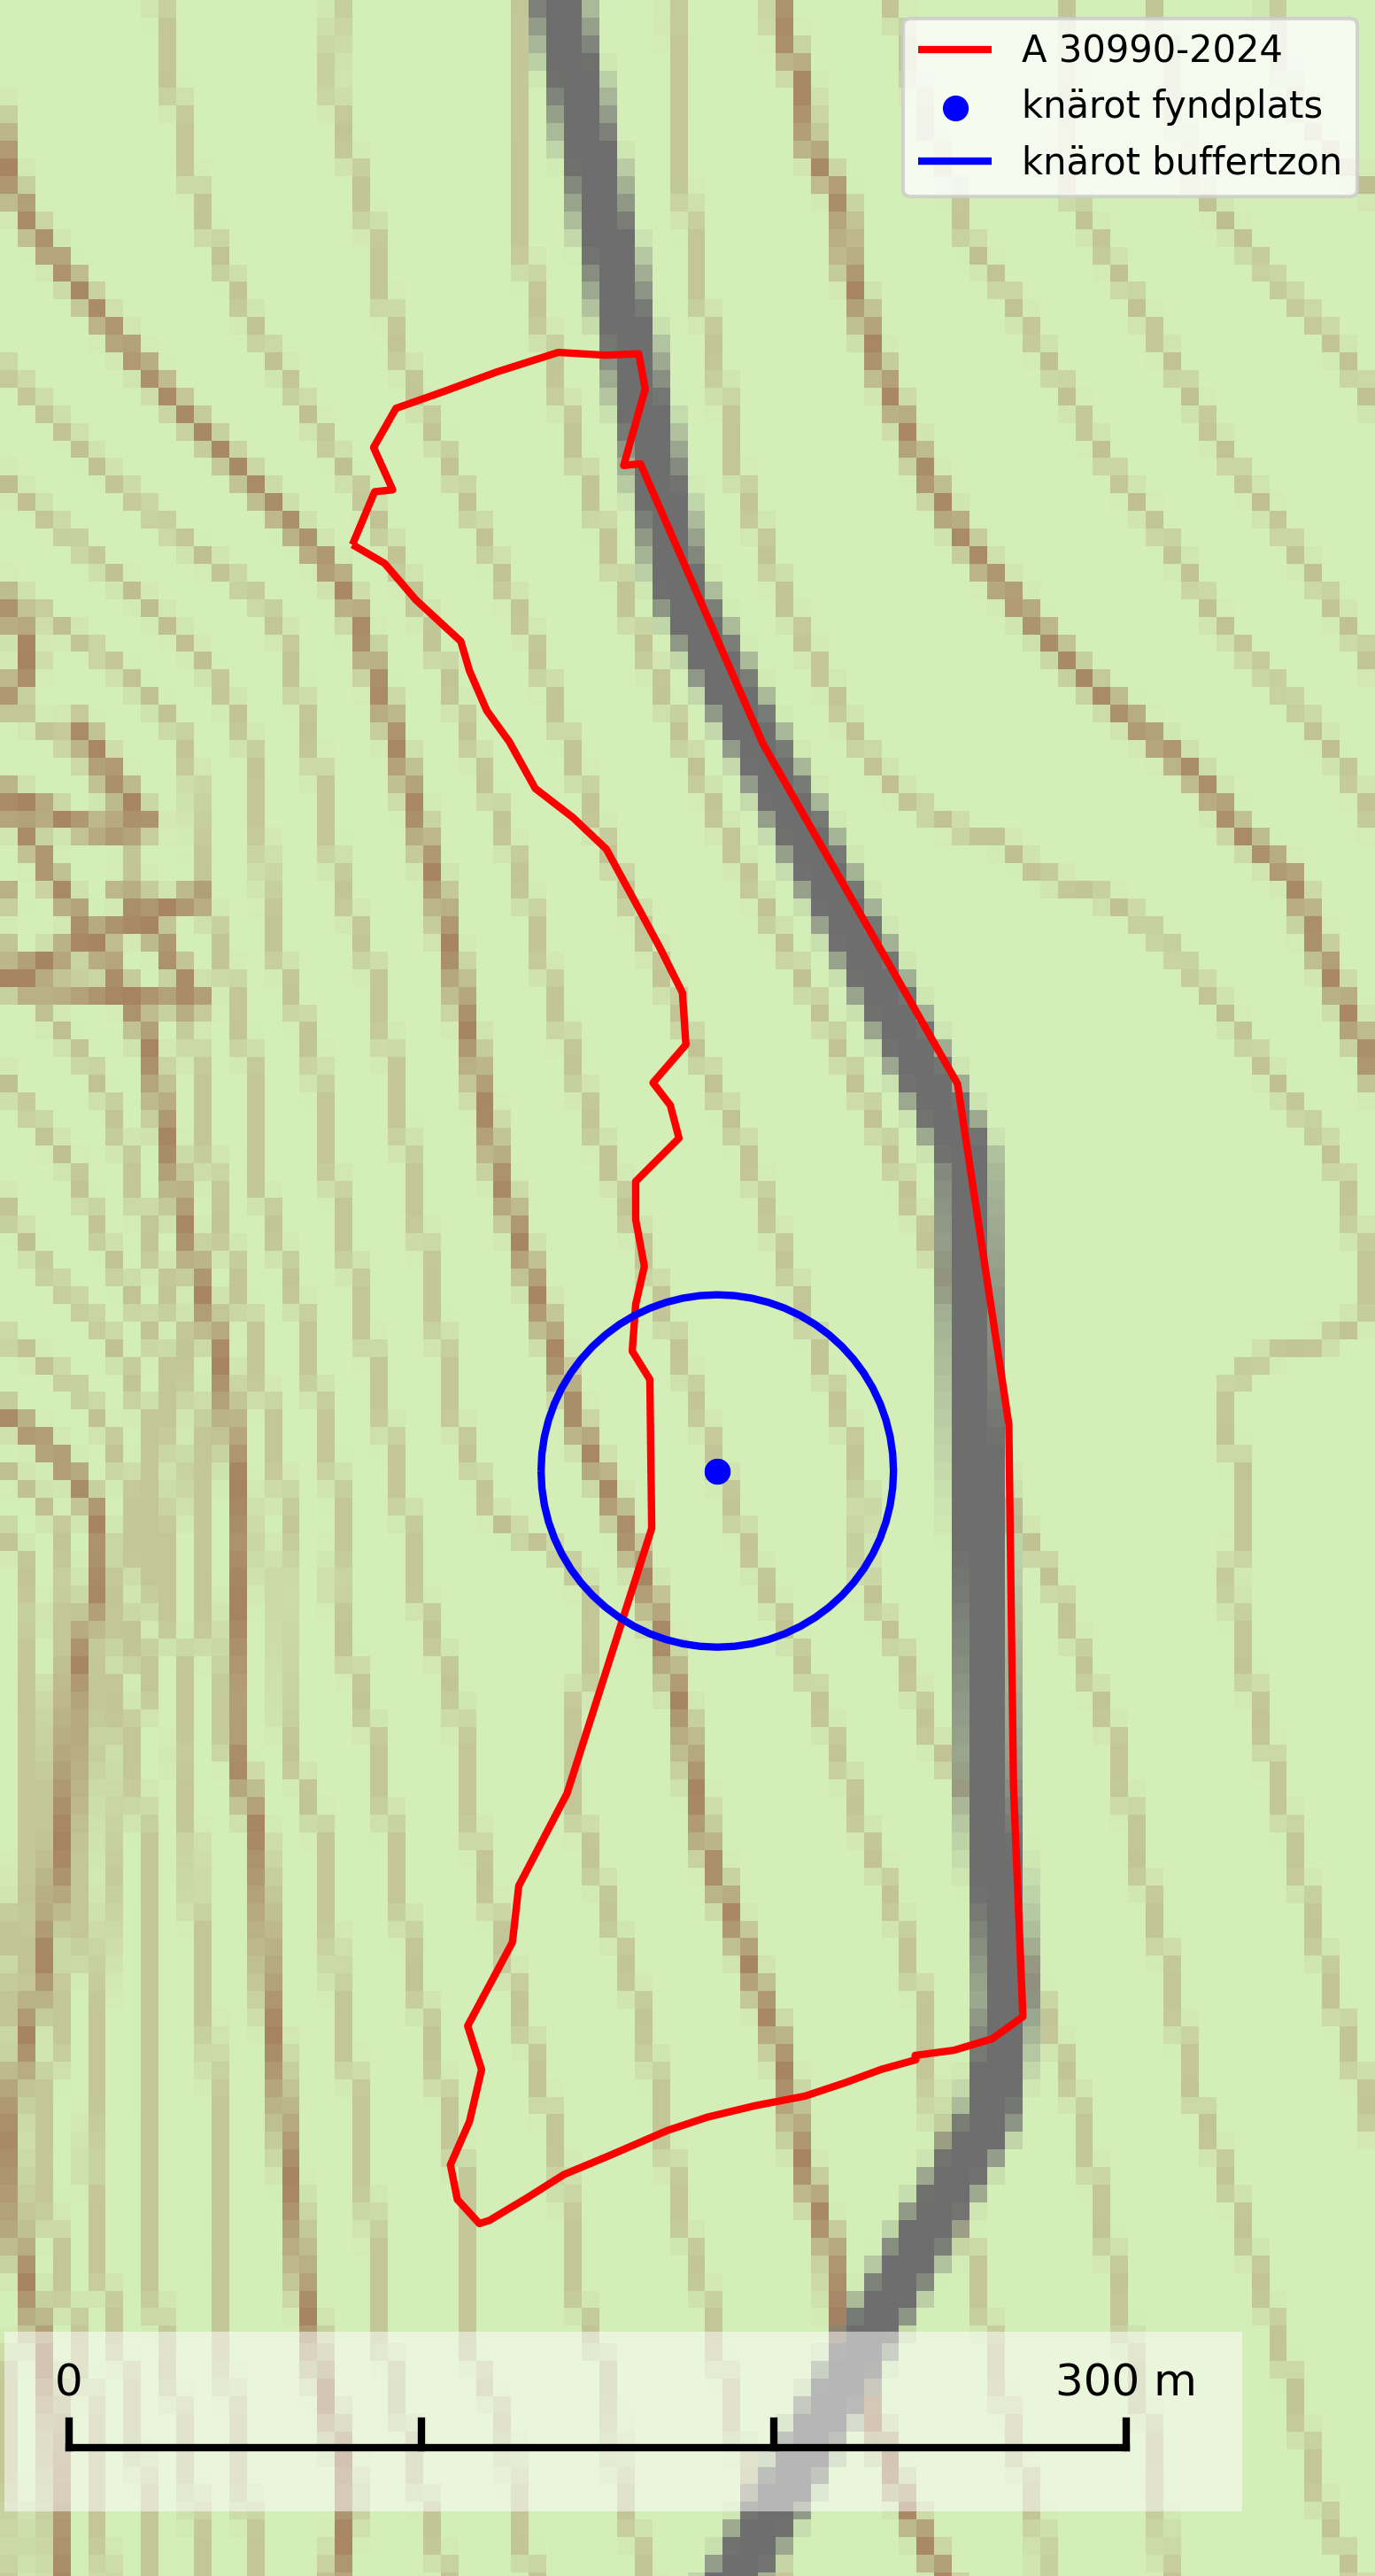 A 30990-2024
knärot fyndplats
knärot buffertzon
0 300 m